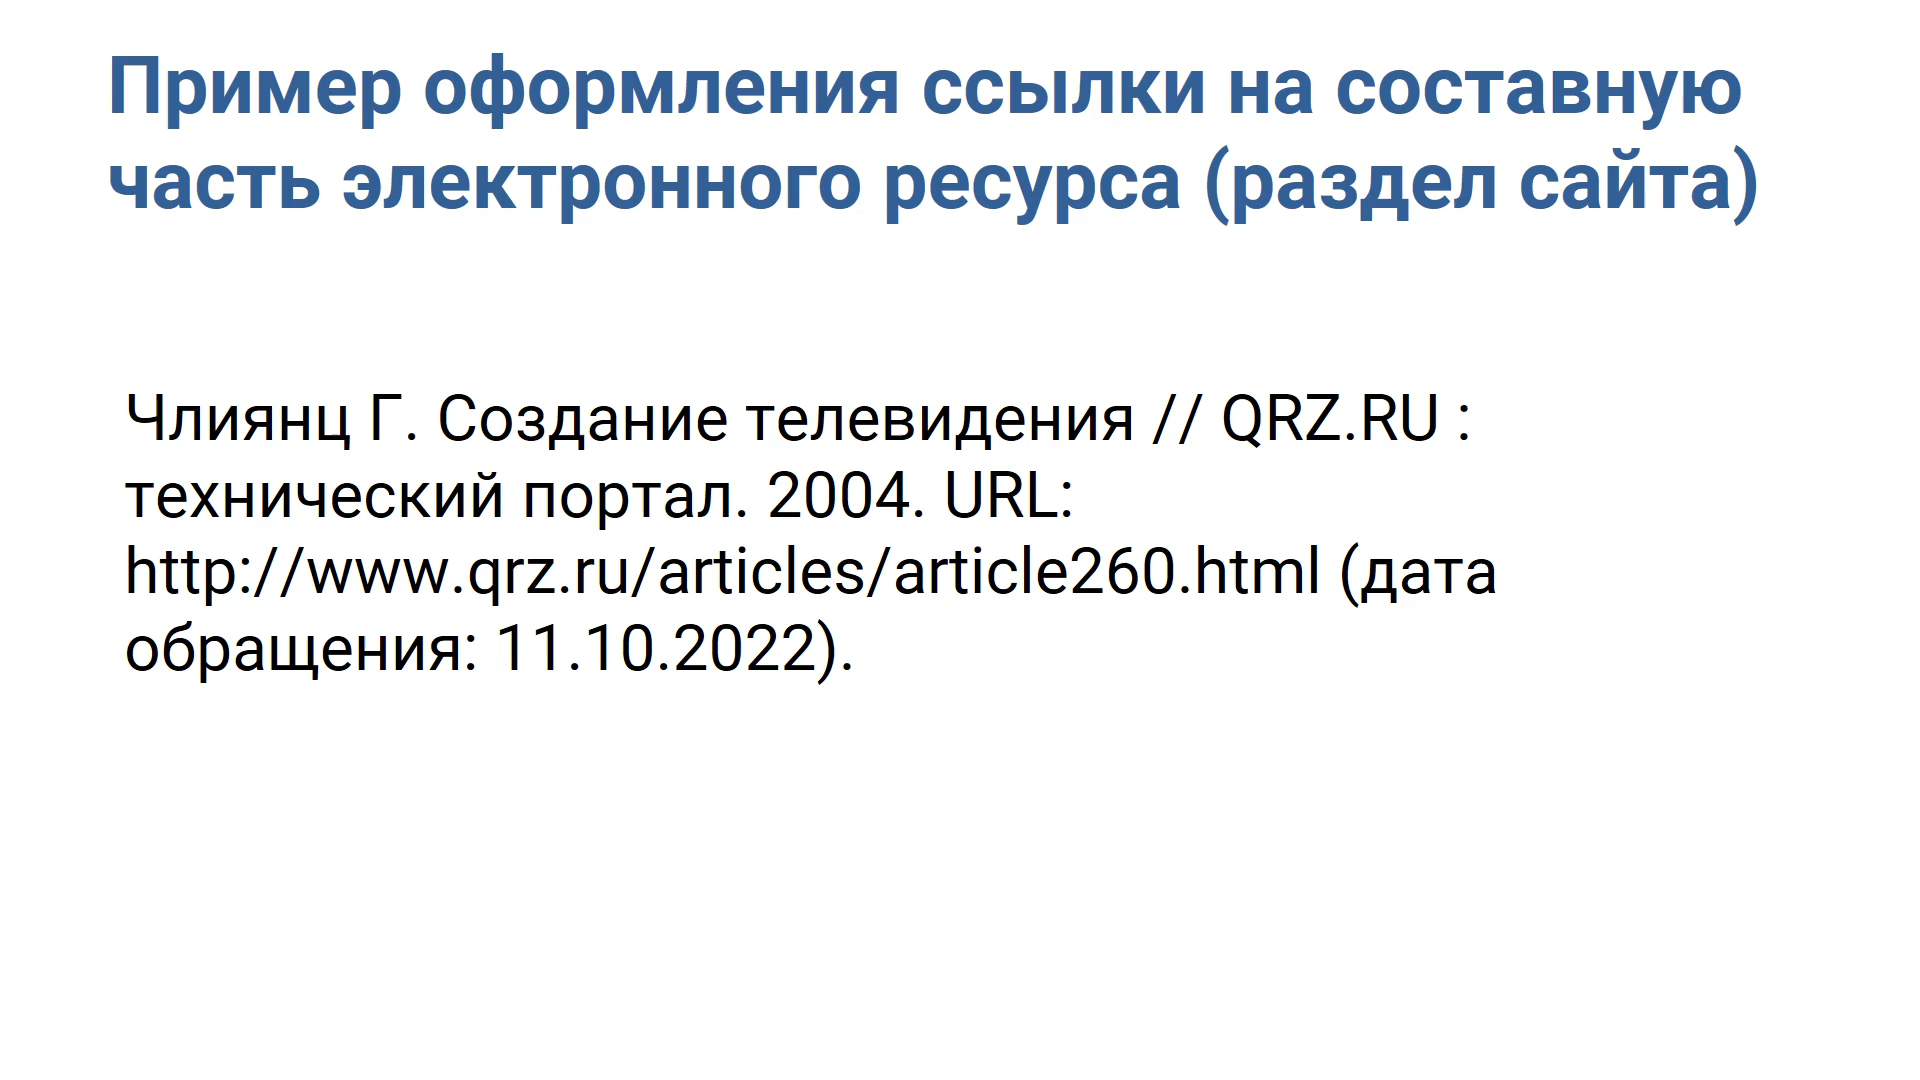 Пример оформления ссылки на составную
часть электронного ресурса (раздел сайта)
Члиянц Г. Создание телевидения // QRZ.RU :
технический портал. 2004. URL:
http://www.qrz.ru/articles/article260.html (дата
обращения: 11.10.2022).